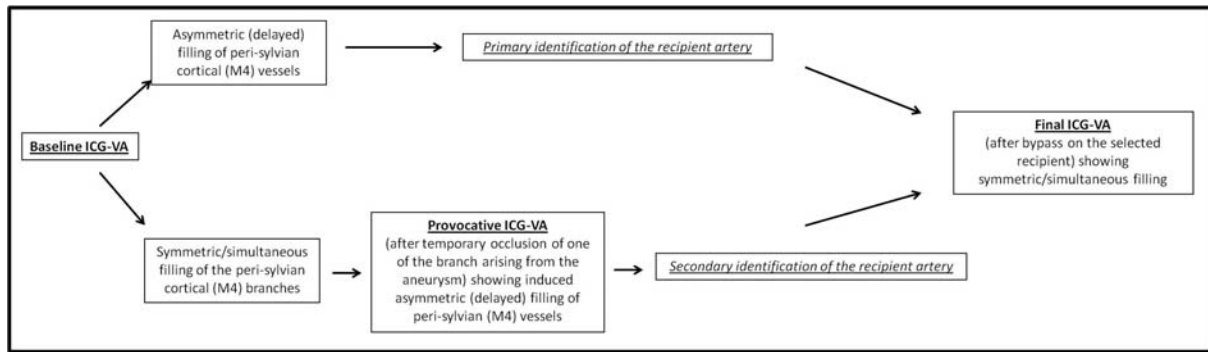 Asymmetric (delayed)
filling of peri-sylvian
cortical (M4) vessels
Primary identification of the recipient artery
Baseline ICG-VA
Final ICG-VA
(after bypass on the selected
recipient) showing
symmetric/simultaneous filling
Symmetric/simultaneous
filling of the peri-sylvian
cortical (M4) branches
Provocative ICG-VA
(after temporary occlusion of one
of the branch arising from the
aneurysm) showing induced
asymmetric (delayed) filling of
peri-sylvian (M4) vessels
Secondary identification of the recipient artery